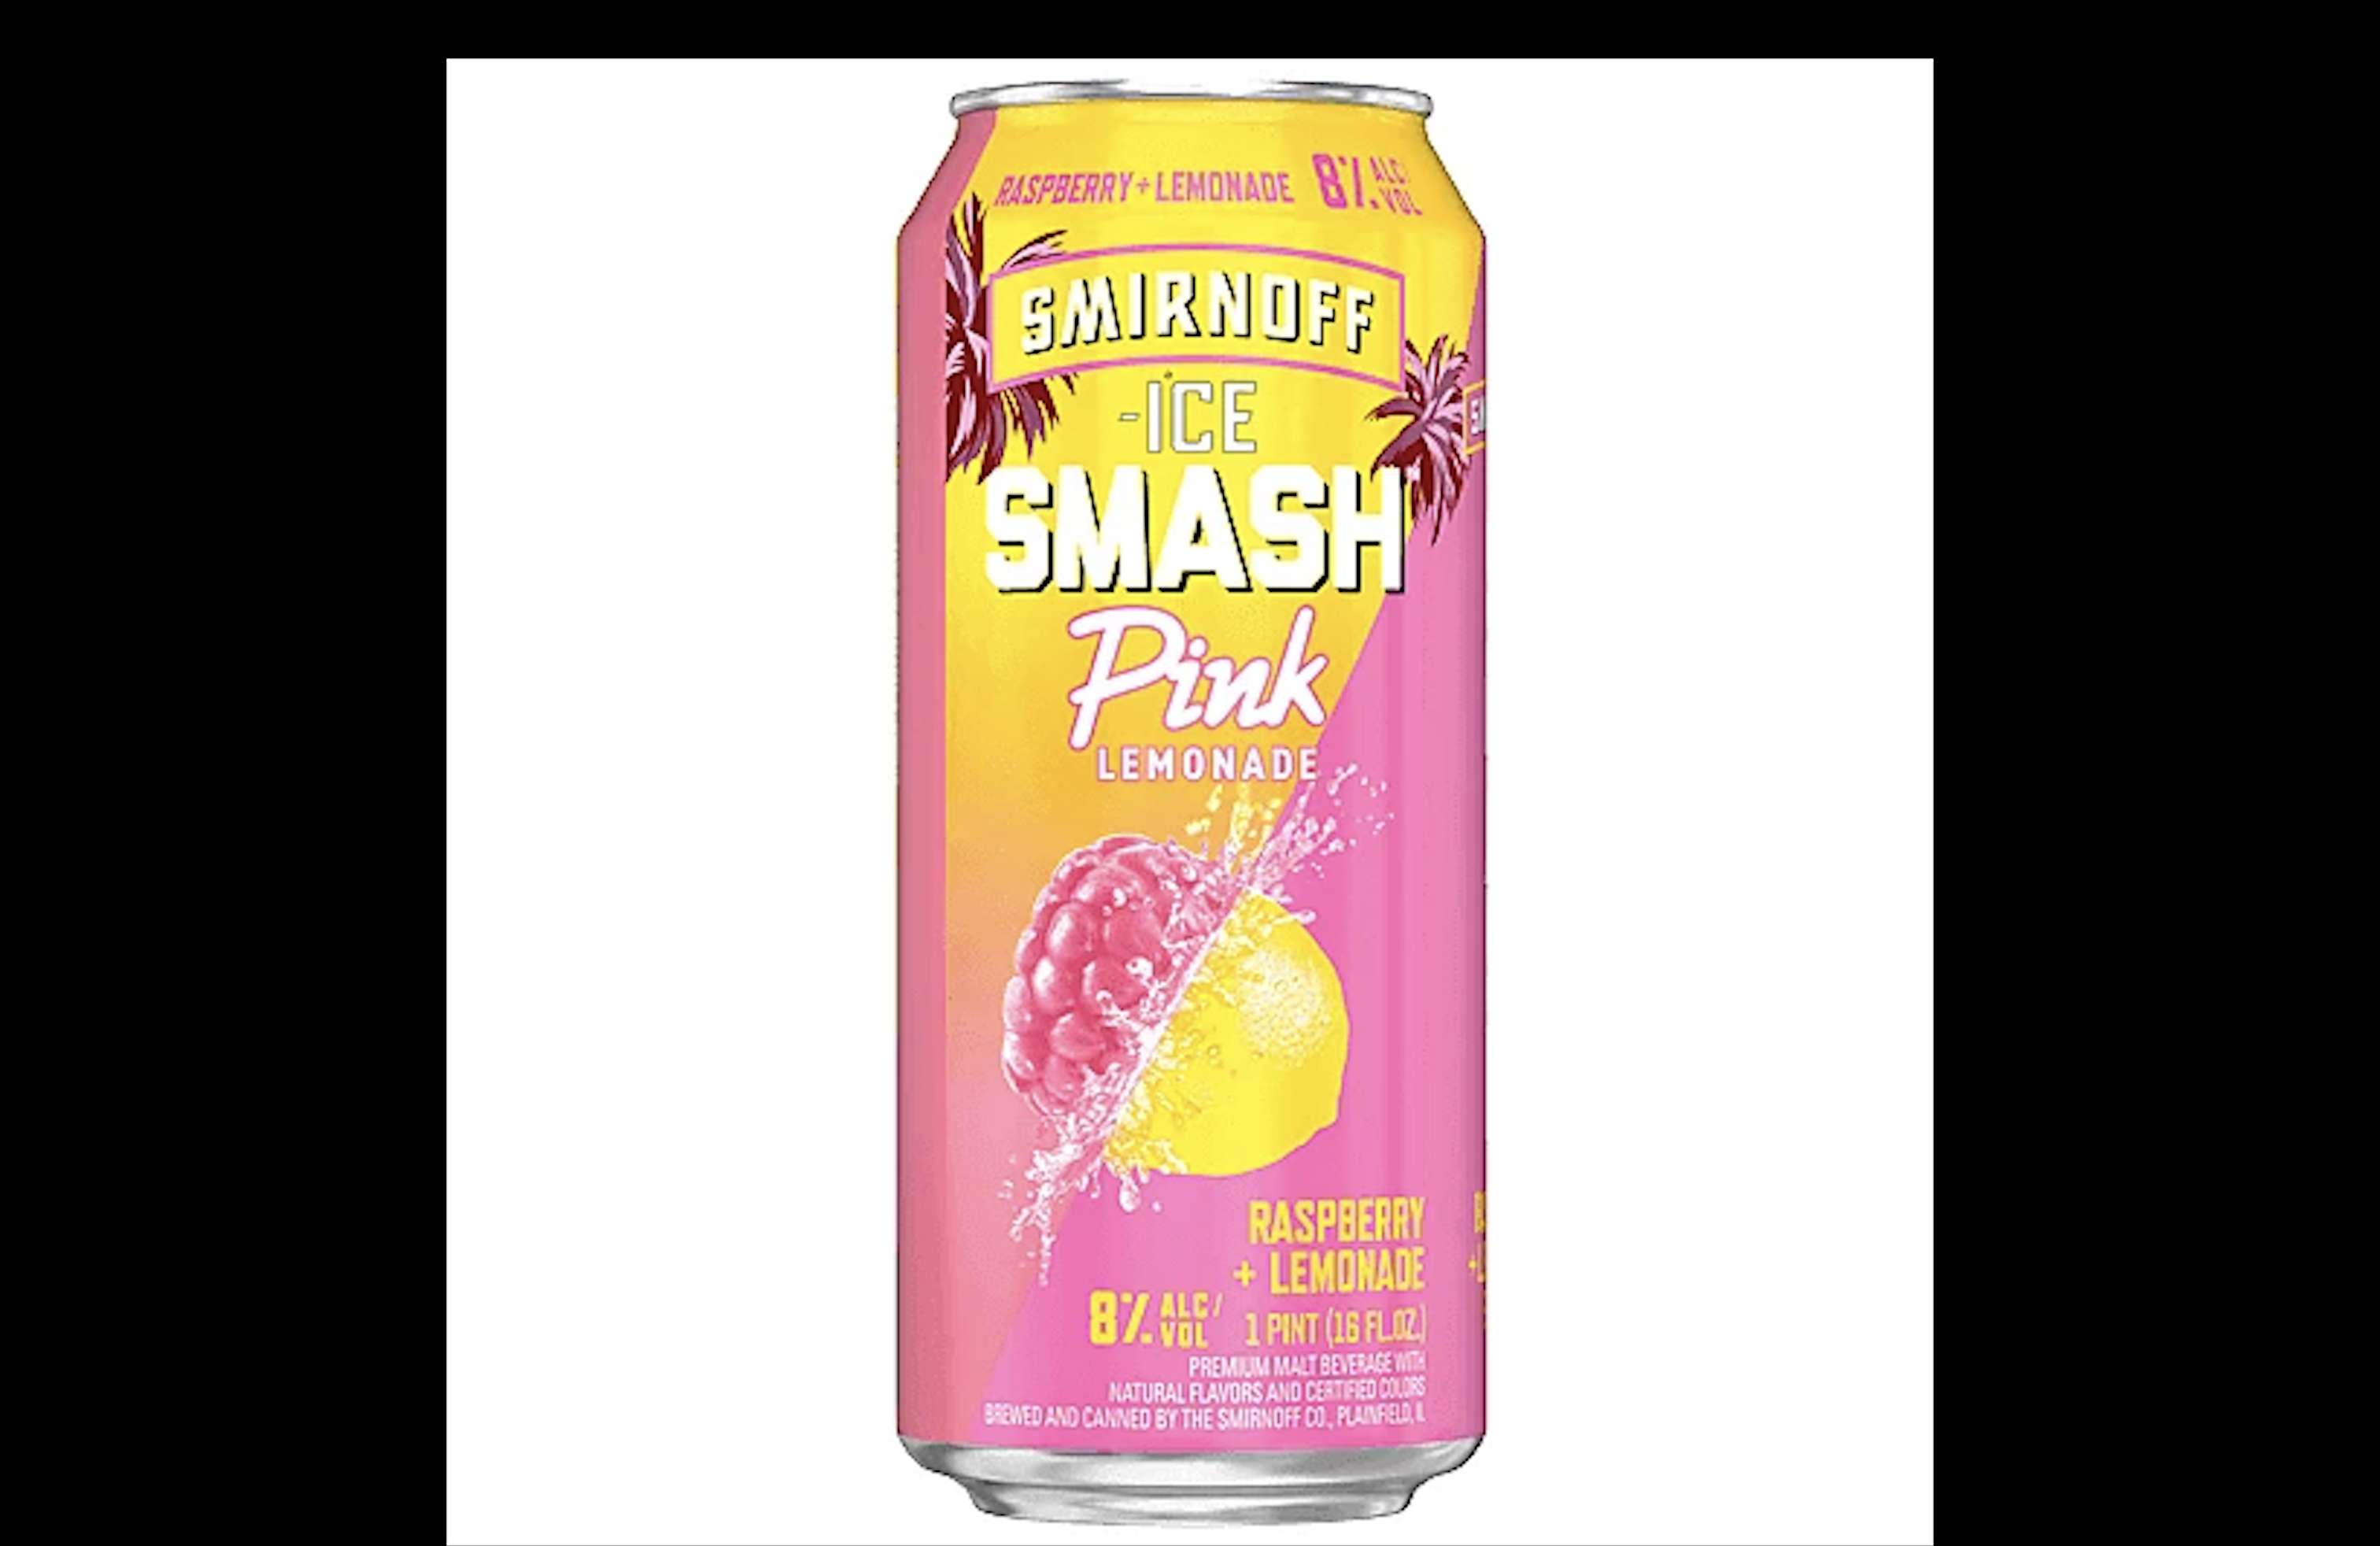 RASPBERRY + LEMONADE 8% ALC/VOL
SMIRNOFF
-ICE
SMASH
Pink
LEMONADE
RASPBERRY
+ LEMONADE
8% ALC/VOL 1 PINT (16 FL.OZ.)
PREMIUM MALT BEVERAGE WITH
NATURAL FLAVORS AND CERTIFIED COLORS
BREWED AND CANNED BY THE SMIRNOFF CO., PLAINFIELD, IL